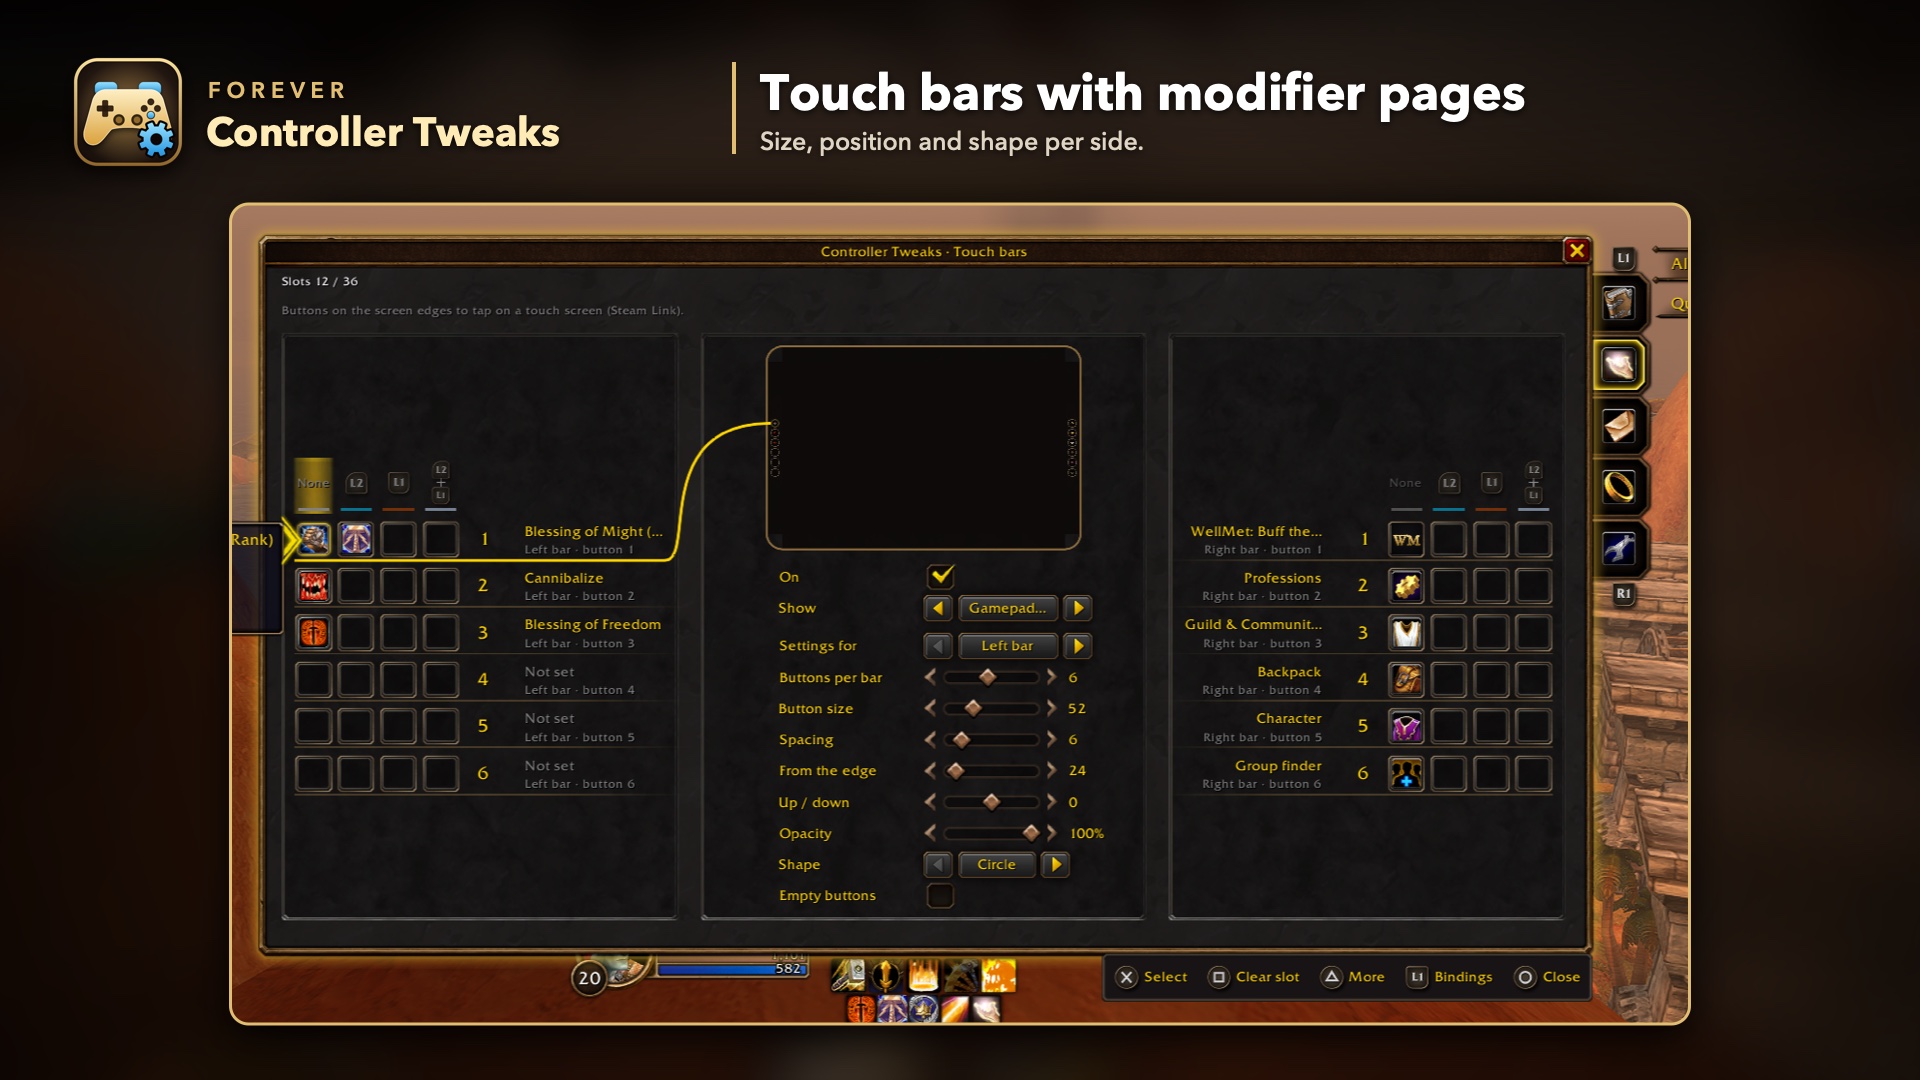 FOREVER
Controller Tweaks
Touch bars with modifier pages
Size, position and shape per side.
Controller Tweaks · Touch bars
Slots 12 / 36
Buttons on the screen edges to tap on a touch screen (Steam Link).
L1
None L2 L1 L2 + L1
Rank)
1 Blessing of Might (...
Left bar · button 1
2 Cannibalize
Left bar · button 2
3 Blessing of Freedom
Left bar · button 3
4 Not set
Left bar · button 4
5 Not set
Left bar · button 5
6 Not set
Left bar · button 6
On
Show Gamepad...
Settings for Left bar
Buttons per bar 6
Button size 52
Spacing 6
From the edge 24
Up / down 0
Opacity 100%
Shape Circle
Empty buttons
None L2 L1 L2 + L1
WellMet: Buff the... 1 WM
Right bar · button 1
Professions 2
Right bar · button 2
Guild & Communit... 3
Right bar · button 3
Backpack 4
Right bar · button 4
Character 5
Right bar · button 5
Group finder 6
Right bar · button 6
R1
20
582
Select Clear slot More L1 Bindings Close